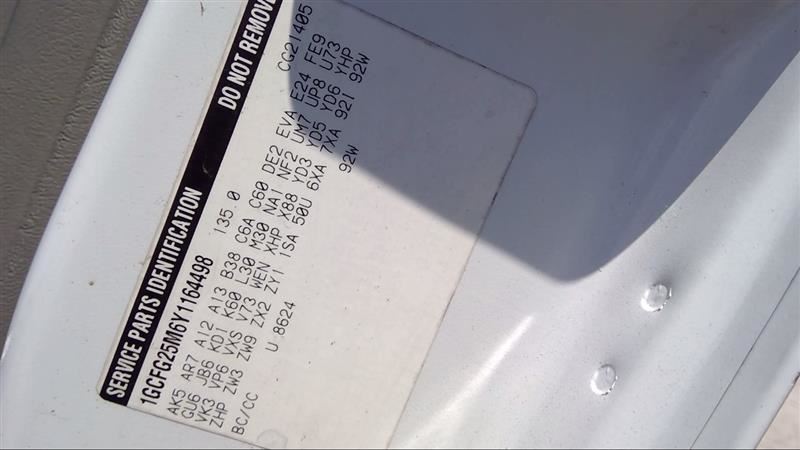 SERVICE PARTS IDENTIFICATION DO NOT REMOVE
1GCFG25M6Y1164498 135.0 CG21405
AK5 AR7 A12 A13 B38 C6A C60 DE2 EVA E24 FE9
GU6 JB6 KD1 K60 L30 M30 NA1 NF2 UM7 UP8 U73
VK3 VP6 VXS V73 WEN XHP X88 YD3 YD5 YD6 YHP
ZHP ZW3 ZW9 ZX2 ZY1 1SA 50U 6XA 7XA 92I 92W
92W
BC/CC U 8624